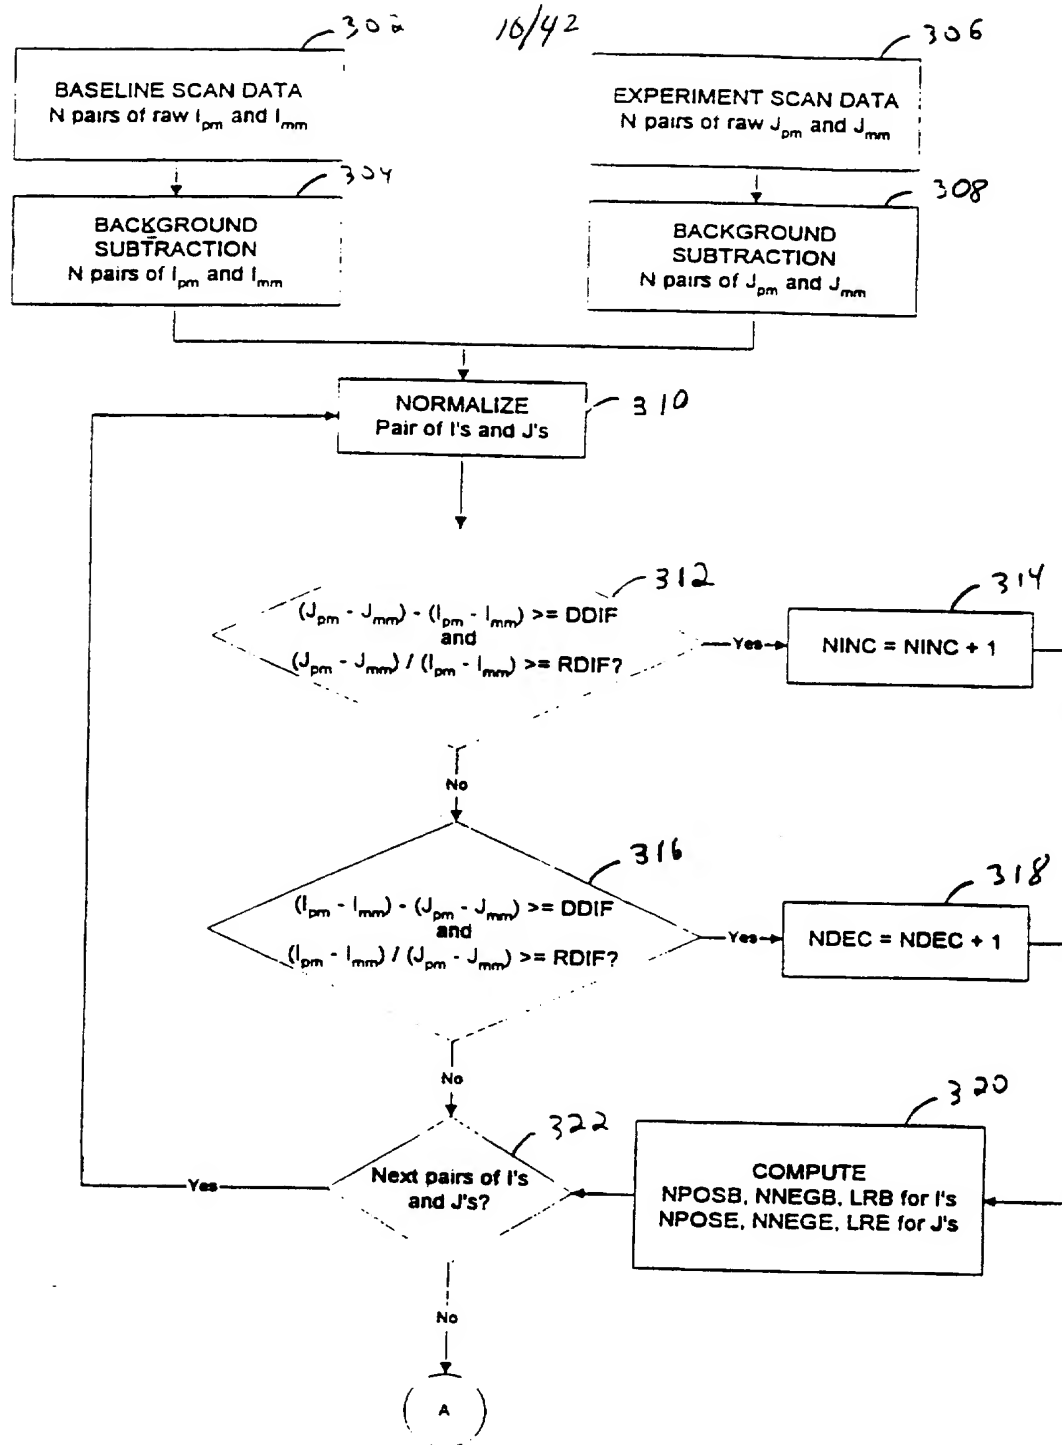 302
10/42
306
BASELINE SCAN DATA
N pairs of raw Ipm and Imm
EXPERIMENT SCAN DATA
N pairs of raw Jpm and Jmm
304
308
BACKGROUND
SUBTRACTION
N pairs of Ipm and Imm
BACKGROUND
SUBTRACTION
N pairs of Jpm and Jmm
NORMALIZE
Pair of I's and J's
310
312
(Jpm - Jmm) - (Ipm - Imm) >= DDIF
and
(Jpm - Jmm) / (Ipm - Imm) >= RDIF?
Yes
314
NINC = NINC + 1
No
316
(Ipm - Imm) - (Jpm - Jmm) >= DDIF
and
(Ipm - Imm) / (Jpm - Jmm) >= RDIF?
Yes
318
NDEC = NDEC + 1
No
322
Next pairs of I's
and J's?
Yes
320
COMPUTE
NPOSB, NNEGB, LRB for I's
NPOSE, NNEGE, LRE for J's
No
A